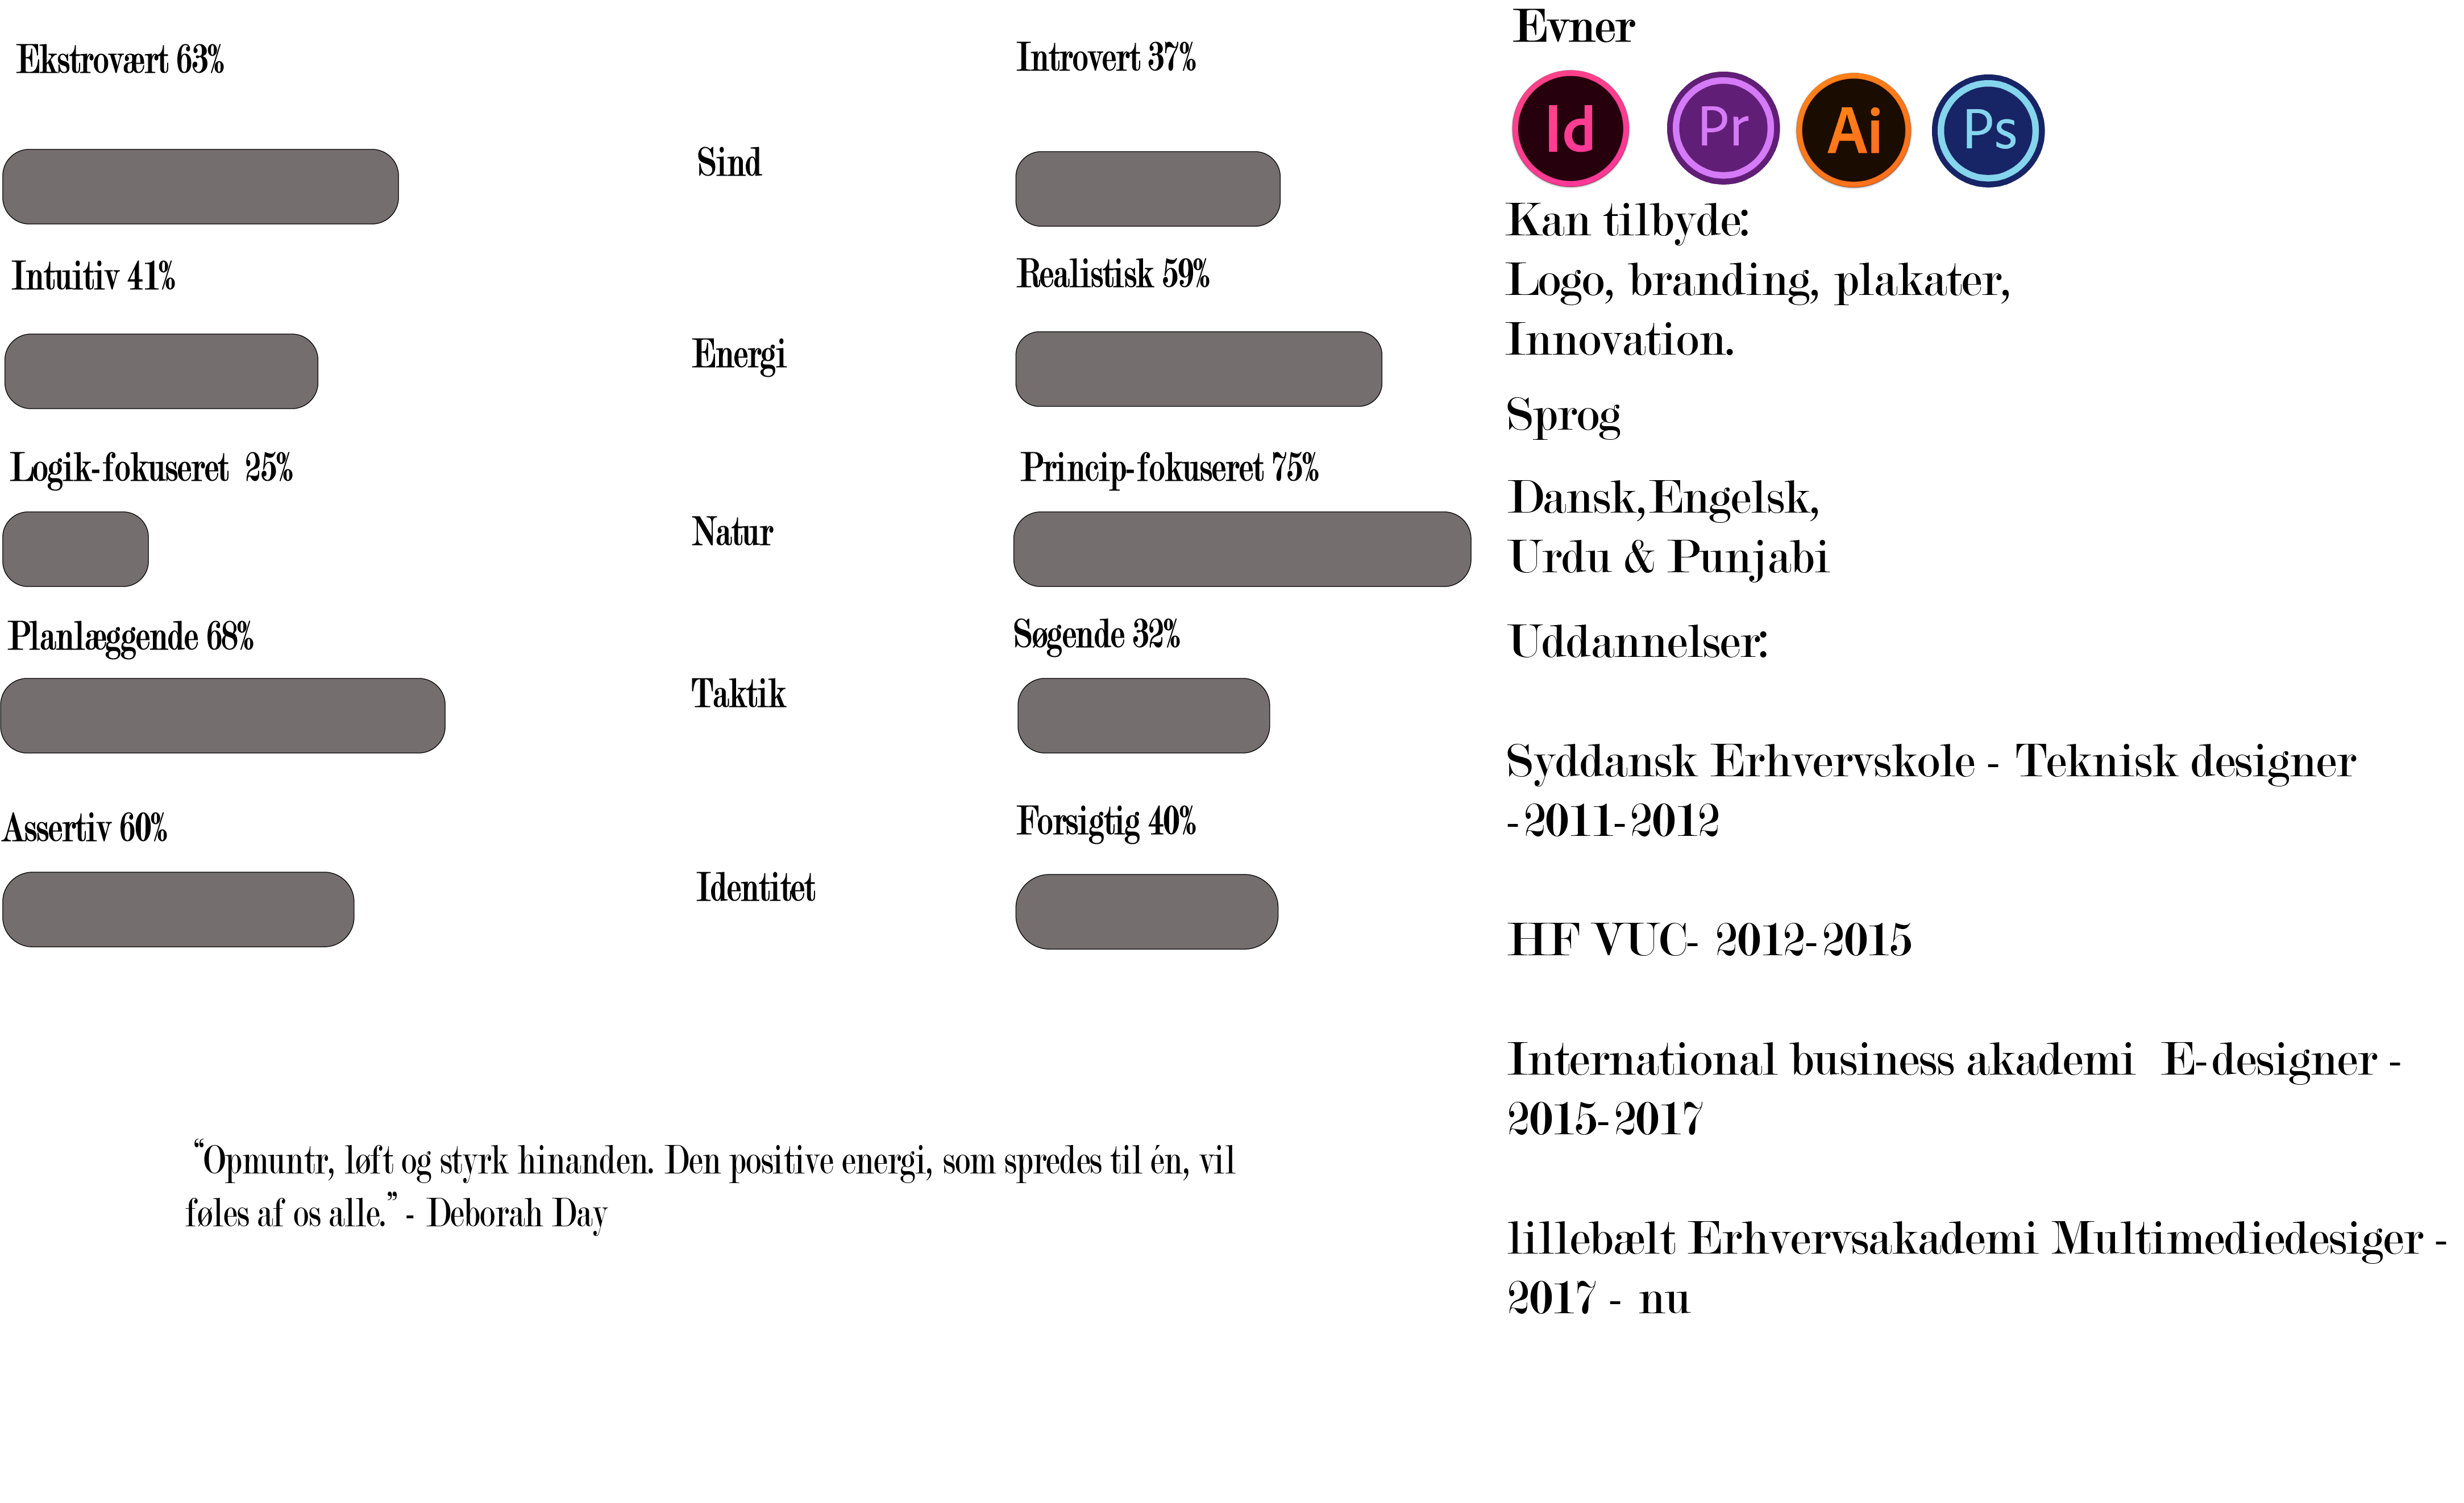 Ekstrovært 63%
Introvert 37%
Sind
Intuitiv 41%
Realistisk 59%
Energi
Logik-fokuseret  25%
Princip-fokuseret 75%
Natur
Planlæggende 68%
Søgende 32%
Taktik
Assertiv 60%
Forsigtig 40%
Identitet
“Opmuntr, løft og styrk hinanden. Den positive energi, som spredes til én, vil
føles af os alle.” - Deborah Day
Evner
Id Pr Ai Ps
Kan tilbyde:
Logo, branding, plakater,
Innovation.
Sprog
Dansk,Engelsk,
Urdu & Punjabi
Uddannelser:
Syddansk Erhvervskole - Teknisk designer
-2011-2012
HF VUC- 2012-2015
International business akademi  E-designer -
2015-2017
lillebælt Erhvervsakademi Multimediedesiger -
2017 - nu